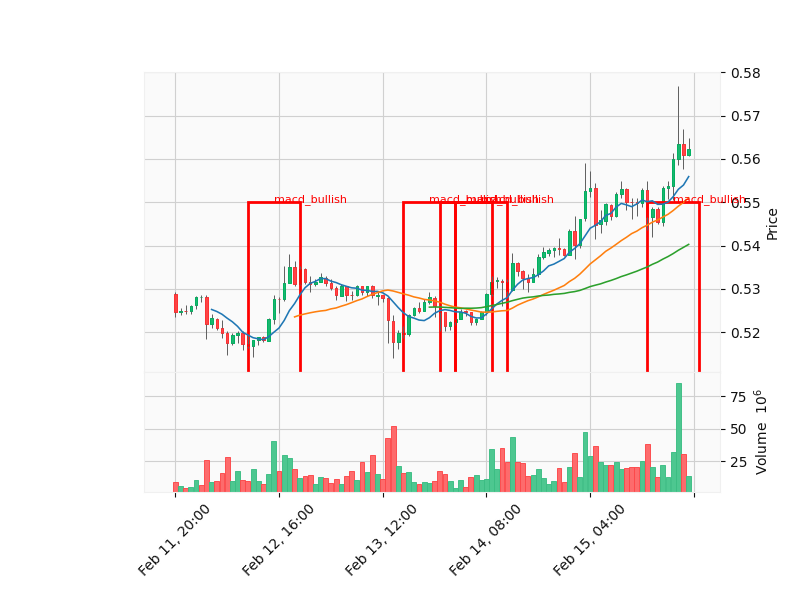 0.58
0.57
0.56
0.55
0.54
0.53
0.52
Price
macd_bullish
macd_bullish
macd_bullish
75
50
25
Volume 10^6
Feb 11, 20:00
Feb 12, 16:00
Feb 13, 12:00
Feb 14, 08:00
Feb 15, 04:00